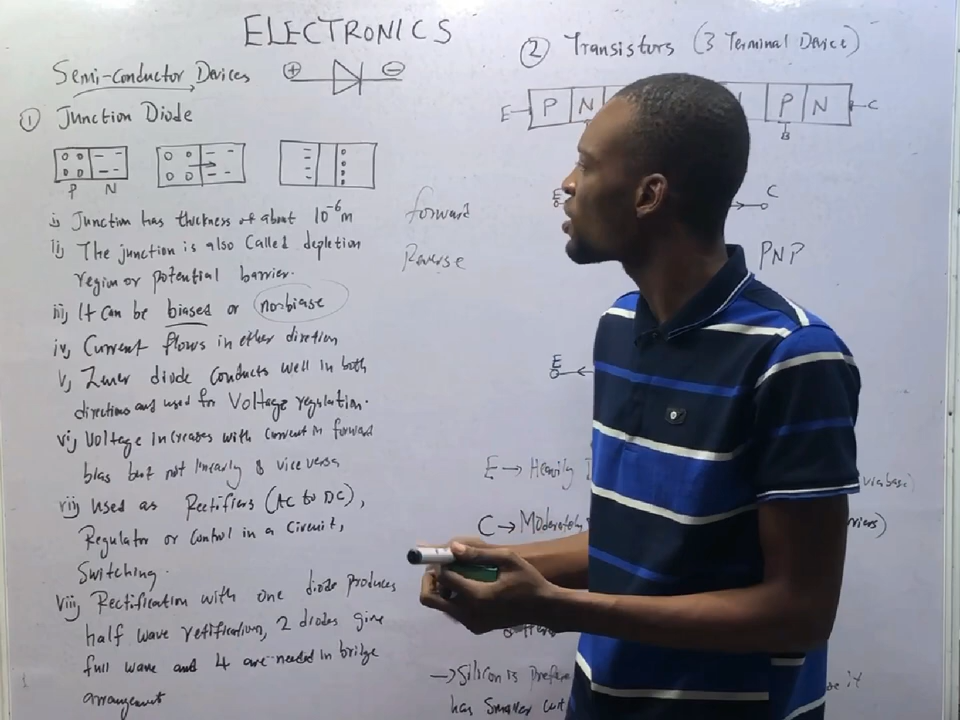 ELECTRONICS
Semi-conductor Devices
+ -
① Junction Diode
P N
i, Junction has thickness of about 10⁻⁶m
ii, The junction is also Called depletion
region or potential barrier.
iii, It can be biased or nonbiase
iv, Current flows in either diretion
v, Zener diode conducts well in both
directions and used for Voltage regulation.
vi, Voltage increases with current in forward
bias but not linearly & vice versa
vii, Used as Rectifiers (AC to DC),
Regulator or Control in a Circuit,
Switching.
viii, Rectification with one diode produces
half wave retification, 2 diodes give
full wave and 4 are needed in bridge
arrangement
forward
Reverse
② Transistors (3 Terminal Device)
E P N P N C
B
E C
PNP
E
E → Heavily
via base)
C → Moderately
→ Silicon is
it
has Smaller